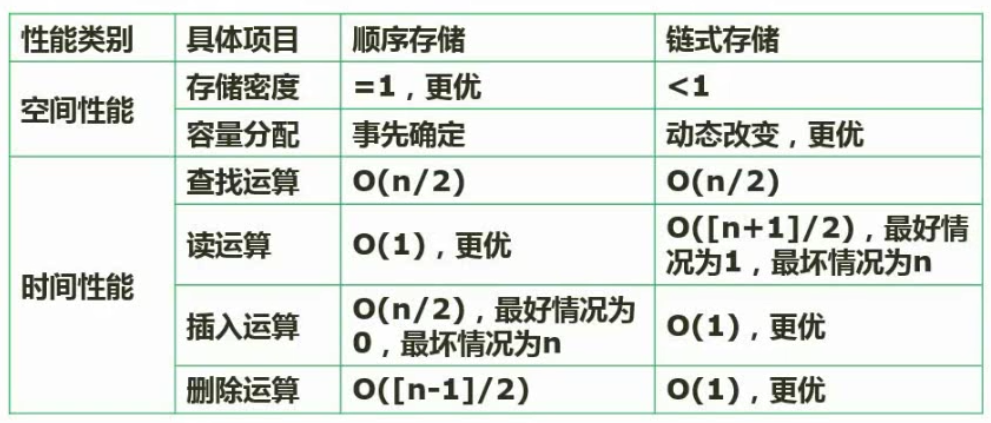 性能类别 具体项目 顺序存储 链式存储
空间性能 存储密度 =1，更优 <1
容量分配 事先确定 动态改变，更优
时间性能 查找运算 O(n/2) O(n/2)
读运算 O(1)，更优 O([n+1]/2)，最好情
况为1，最坏情况为n
插入运算 O(n/2)，最好情况为
0，最坏情况为n O(1)，更优
删除运算 O([n-1]/2) O(1)，更优